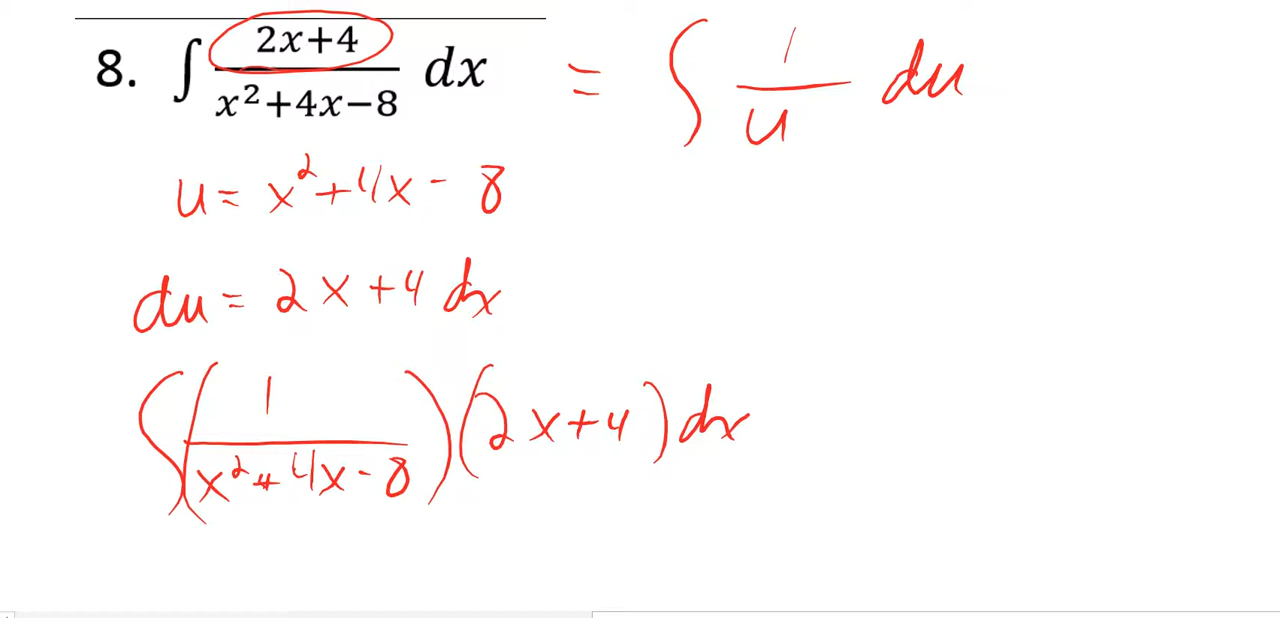 8. ∫ (2x+4)/(x²+4x−8) dx = ∫ 1/u du
u = x²+4x - 8
du = 2x+4 dx
∫(1/(x²+4x-8))(2x+4)dx